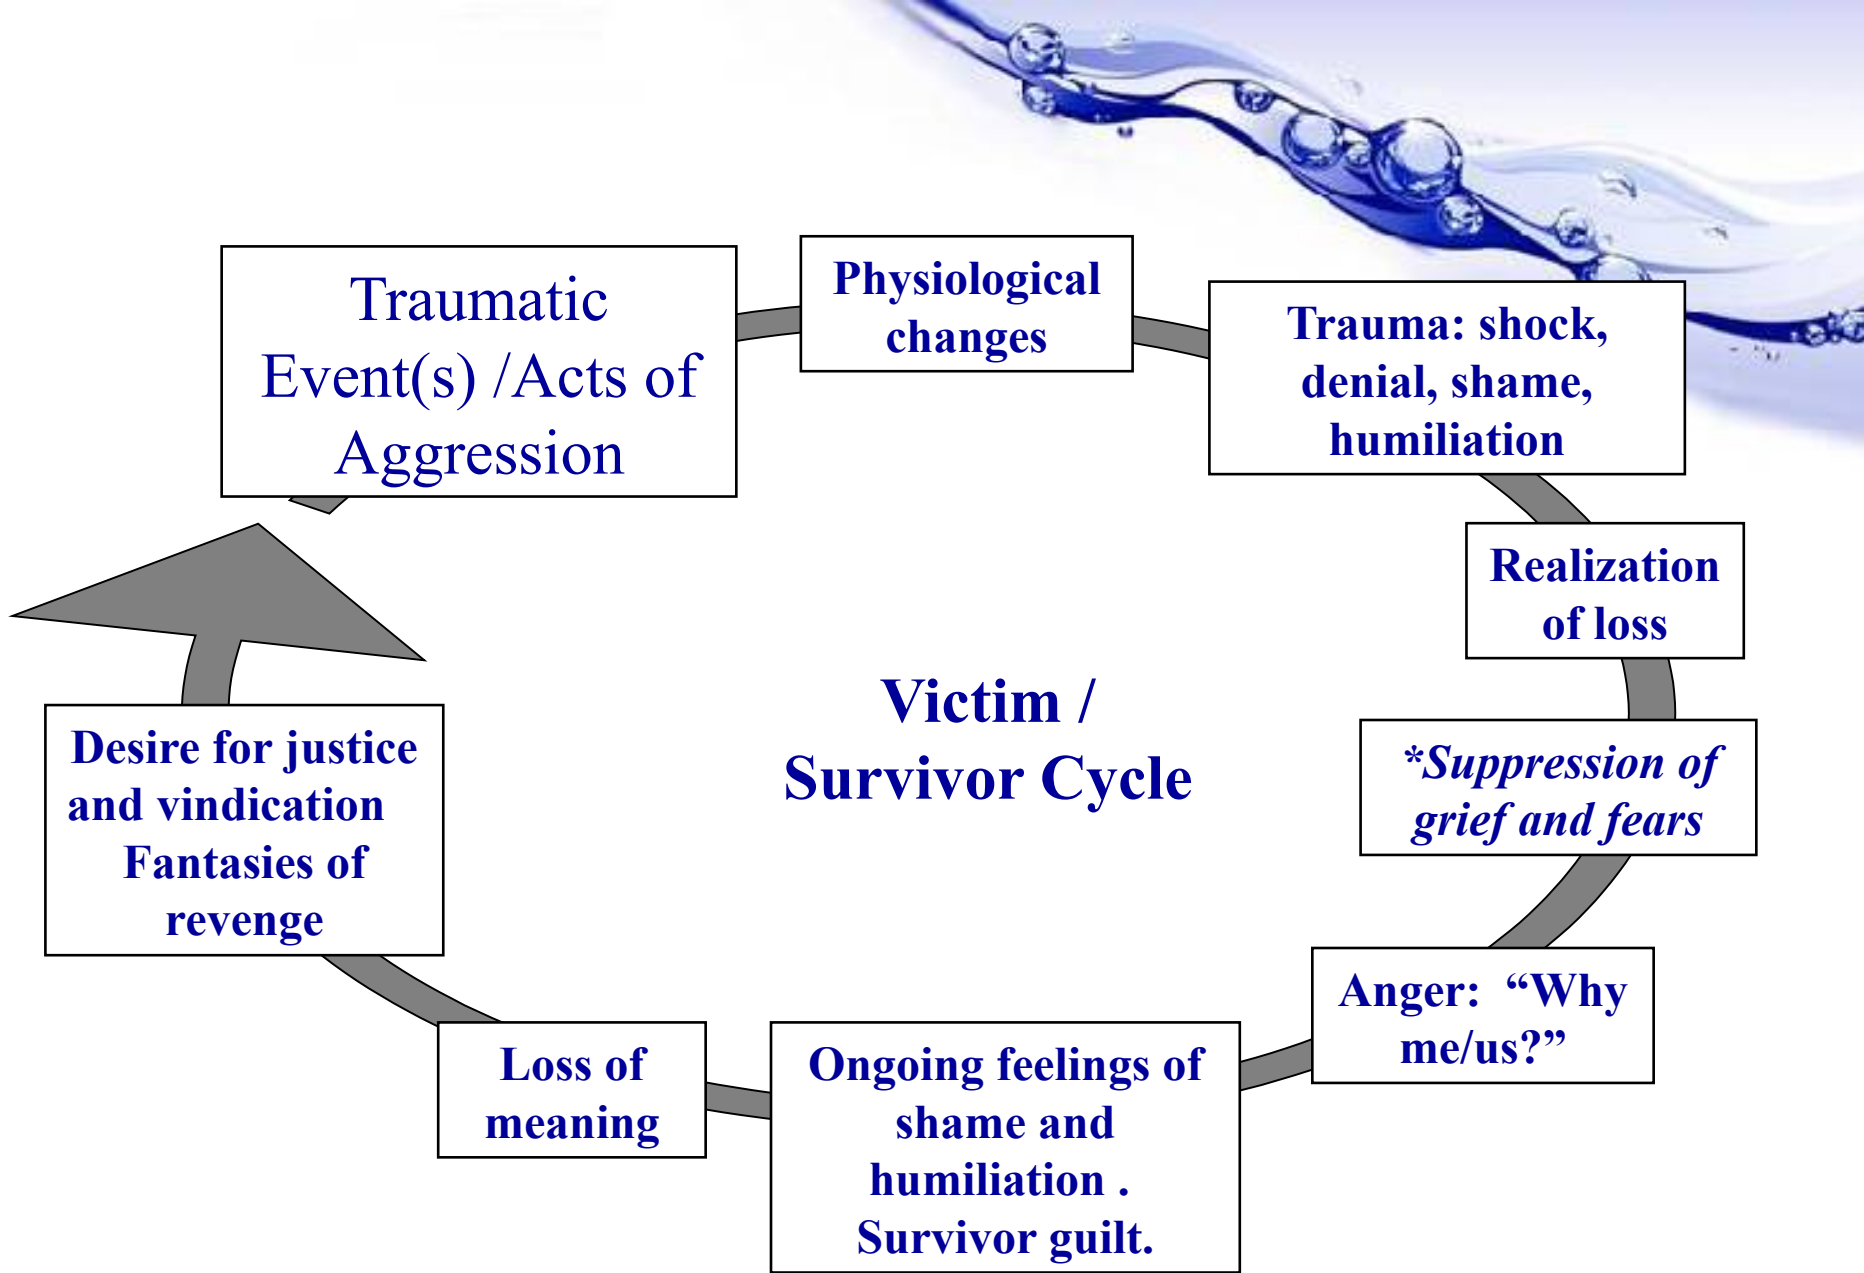 Traumatic
Event(s) /Acts of
Aggression
Physiological
changes
Trauma: shock,
denial, shame,
humiliation
Realization
of loss
*Suppression of
grief and fears
Anger:  “Why
me/us?”
Ongoing feelings of
shame and
humiliation .
Survivor guilt.
Loss of
meaning
Desire for justice
and vindication
Fantasies of
revenge
Victim /
Survivor Cycle